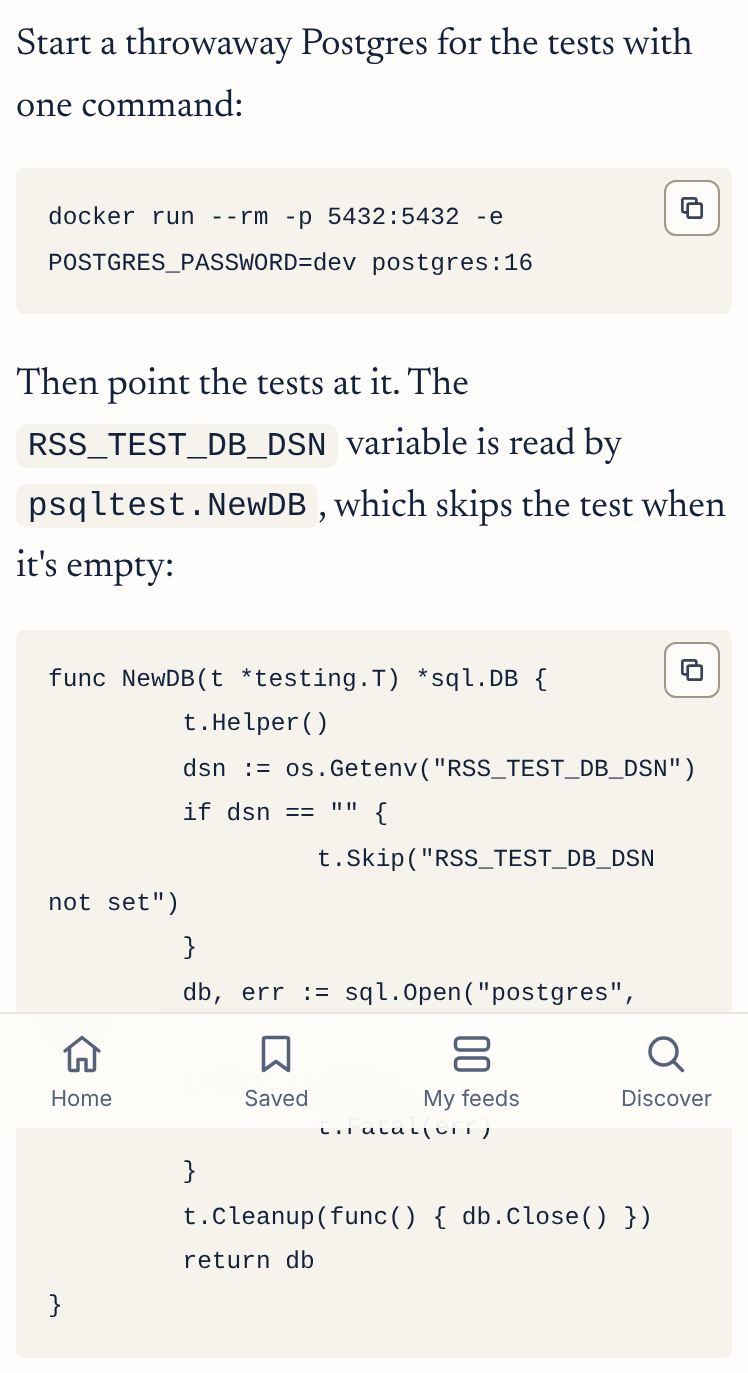 Start a throwaway Postgres for the tests with
one command:
docker run --rm -p 5432:5432 -e
POSTGRES_PASSWORD=dev postgres:16
Then point the tests at it. The
RSS_TEST_DB_DSN variable is read by
psqltest.NewDB, which skips the test when
it's empty:
func NewDB(t *testing.T) *sql.DB {
t.Helper()
dsn := os.Getenv("RSS_TEST_DB_DSN")
if dsn == "" {
t.Skip("RSS_TEST_DB_DSN
not set")
}
db, err := sql.Open("postgres",
Home Saved My feeds Discover
t.Fatal(err)
}
t.Cleanup(func() { db.Close() })
return db
}